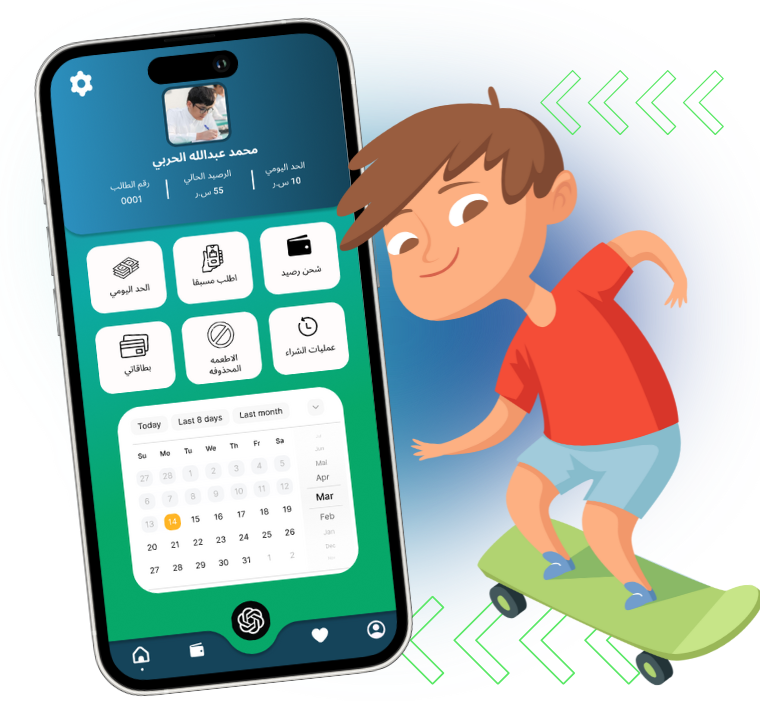 محمد عبدالله الحربي
الحد اليومي
10 س.ر
الرصيد الحالي
55 س.ر
رقم الطالب
0001
شحن رصيد
اطلب مسبقا
الحد اليومي
عمليات الشراء
الاطعمه
المحذوفه
بطاقاتي
Today Last 8 days Last month
Su Mo Tu We Th Fr Sa
27 28 1 2 3 4 5
6 7 8 9 10 11 12
13 14 15 16 17 18 19
20 21 22 23 24 25 26
27 28 29 30 31 1 2
Mai
Apr
Mar
Feb
Jan
Dec